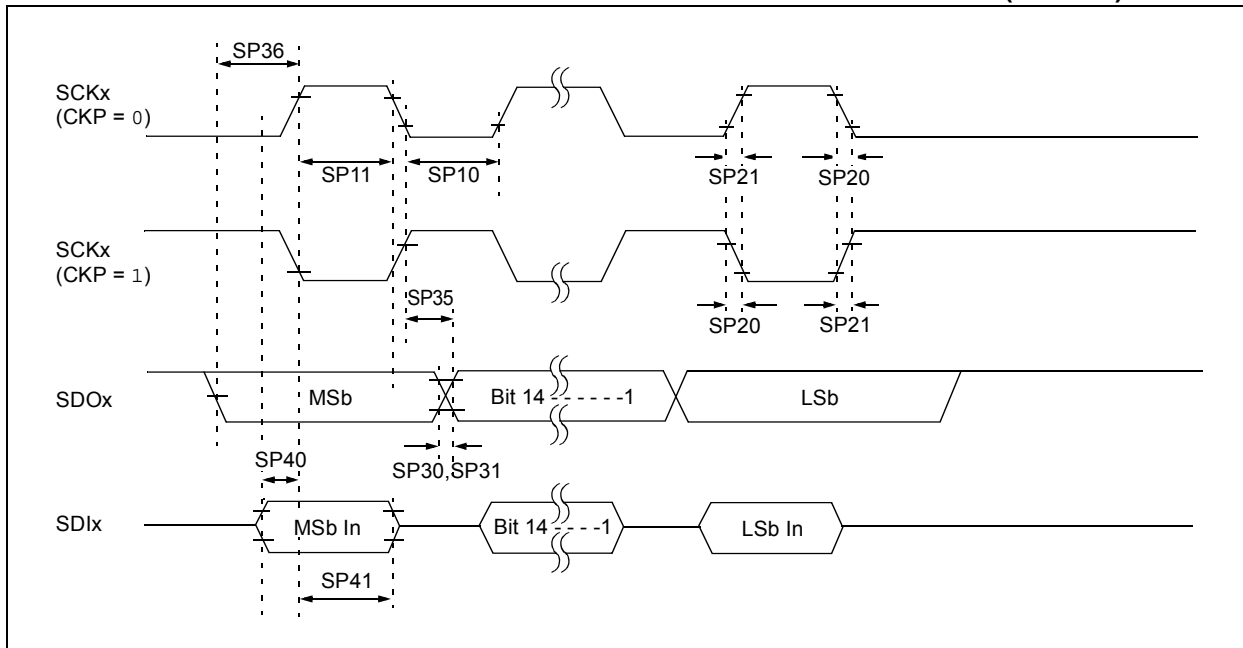 SP36
SCKx
(CKP = 0)
SP11
SP10
SP21
SP20
SCKx
(CKP = 1)
SP35
SP20
SP21
SDOx
MSb
Bit 14 - - - - - -1
LSb
SP40
SP30,SP31
SDIx
MSb In
Bit 14 - - - -1
LSb In
SP41